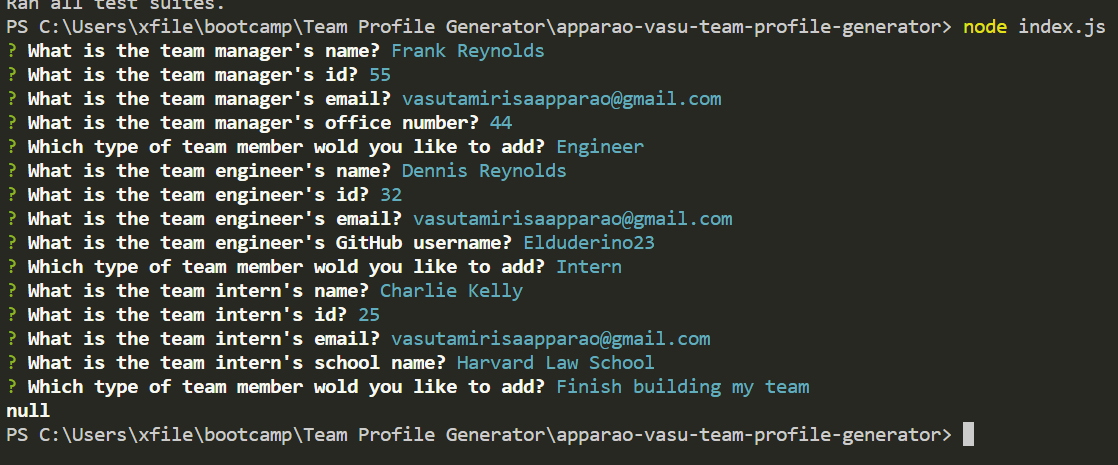 Ran all test suites.
PS C:\Users\xfile\bootcamp\Team Profile Generator\apparao-vasu-team-profile-generator> node index.js
? What is the team manager's name? Frank Reynolds
? What is the team manager's id? 55
? What is the team manager's email? vasutamirisaapparao@gmail.com
? What is the team manager's office number? 44
? Which type of team member wold you like to add? Engineer
? What is the team engineer's name? Dennis Reynolds
? What is the team engineer's id? 32
? What is the team engineer's email? vasutamirisaapparao@gmail.com
? What is the team engineer's GitHub username? Elduderino23
? Which type of team member wold you like to add? Intern
? What is the team intern's name? Charlie Kelly
? What is the team intern's id? 25
? What is the team intern's email? vasutamirisaapparao@gmail.com
? What is the team intern's school name? Harvard Law School
? Which type of team member wold you like to add? Finish building my team
null
PS C:\Users\xfile\bootcamp\Team Profile Generator\apparao-vasu-team-profile-generator>